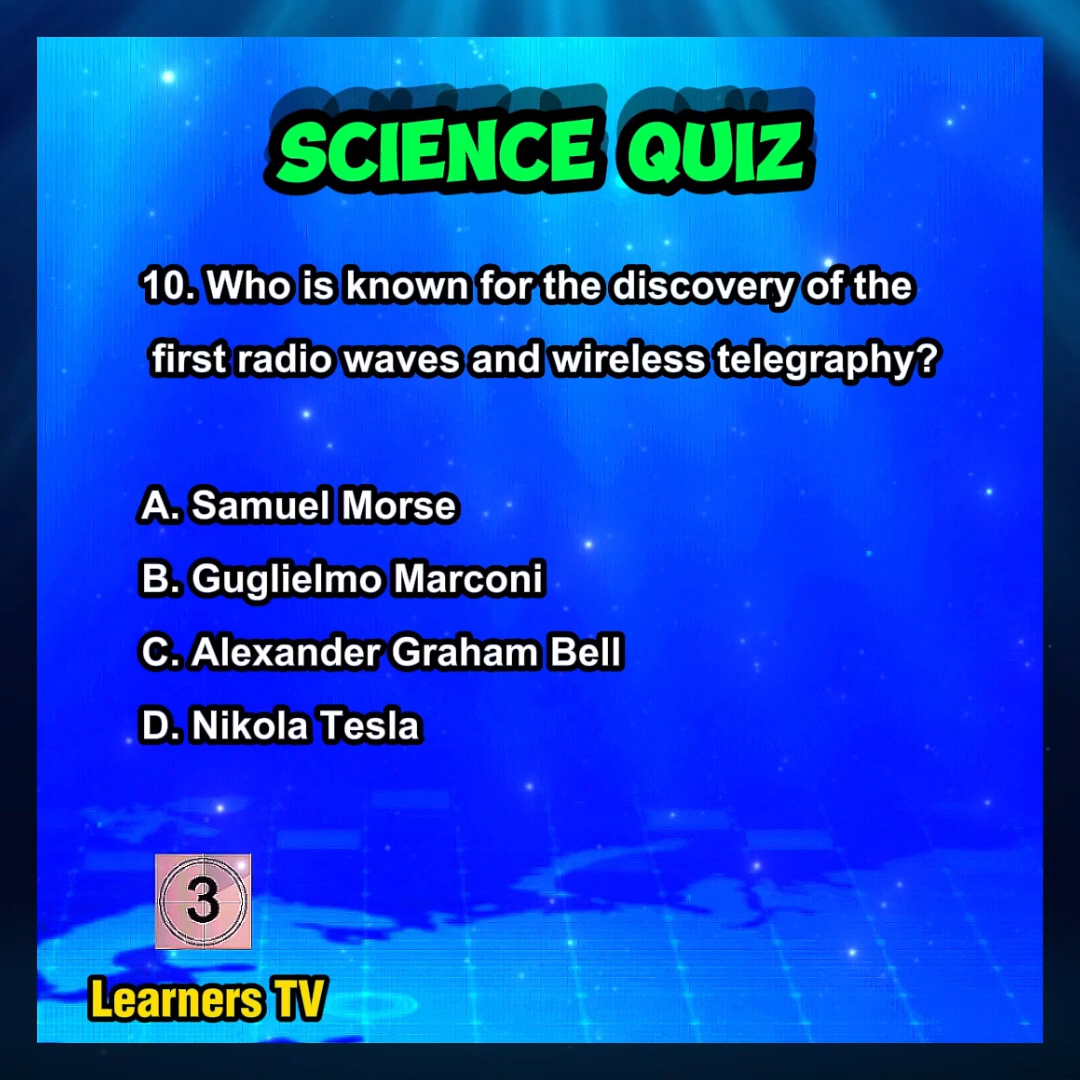 SCIENCE QUIZ
10. Who is known for the discovery of the
first radio waves and wireless telegraphy?
A. Samuel Morse
B. Guglielmo Marconi
C. Alexander Graham Bell
D. Nikola Tesla
3
Learners TV